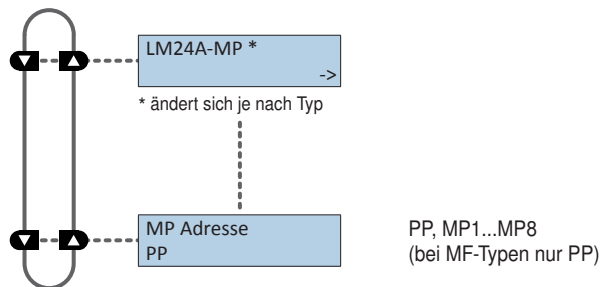 LM24A-MP *
->
* ändert sich je nach Typ
MP Adresse
PP
PP, MP1...MP8
(bei MF-Typen nur PP)